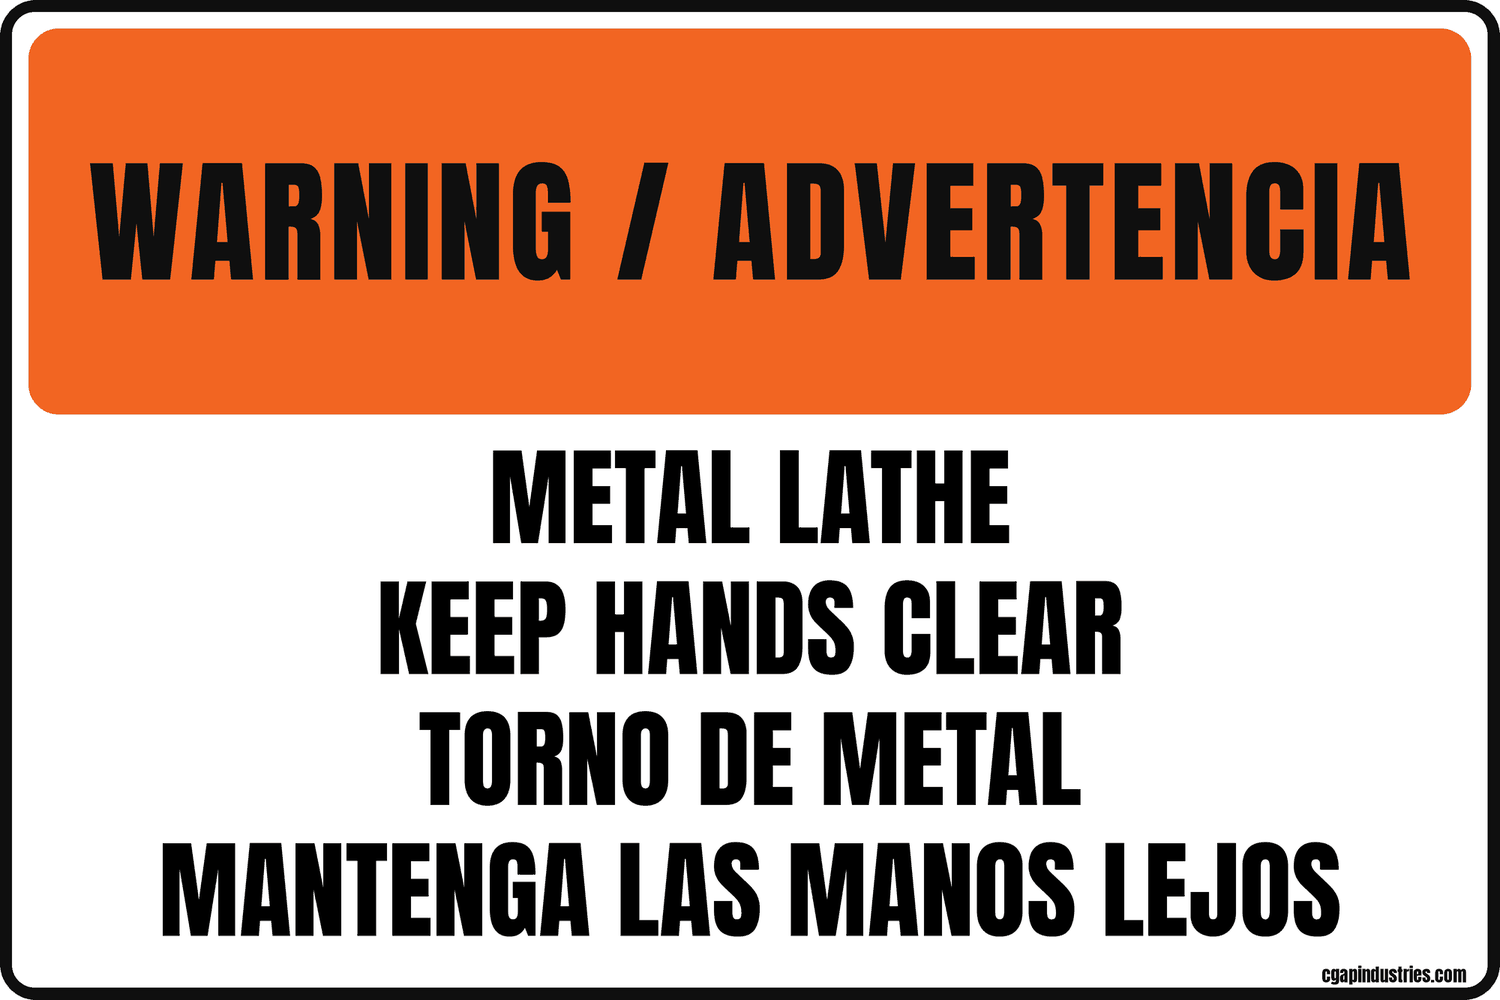 WARNING / ADVERTENCIA
METAL LATHE
KEEP HANDS CLEAR
TORNO DE METAL
MANTENGA LAS MANOS LEJOS
cgapindustries.com